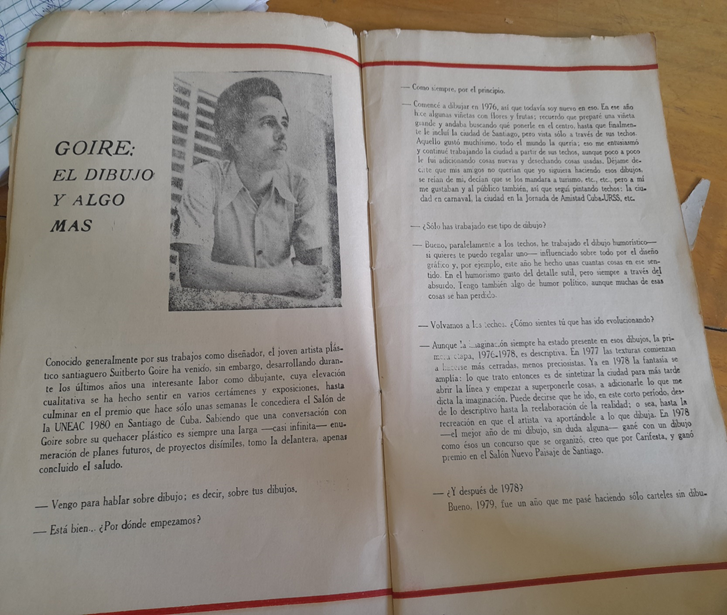 GOIRE:
EL DIBUJO
Y ALGO
MAS
Conocido generalmente por sus trabajos como diseñador, el joven artista plás-
tico santiaguero Suitberto Goire ha venido, sin embargo, desarrollando duran-
te los últimos años una interesante labor como dibujante, cuya elevación
cualitativa se ha hecho sentir en varios certámenes y exposiciones, hasta
culminar en el premio que hace sólo unas semanas le concediera el Salón de
la UNEAC 1980 en Santiago de Cuba. Sabiendo que una conversación con
Goire sobre su quehacer plástico es siempre una larga —casi infinita— enu-
meración de planes futuros, de proyectos disímiles, tomo la delantera, apenas
concluido el saludo.
— Vengo para hablar sobre dibujo; es decir, sobre tus dibujos.
— Está bien... ¿Por dónde empezamos?
— Como siempre, por el principio.
— Comencé a dibujar en 1976, así que todavía soy nuevo en eso. En ese año
hice algunas viñetas con flores y frutas; recuerdo que preparé una viñeta
grande y andaba buscando qué ponerle en el centro, hasta que finalmen-
te le incluí la ciudad de Santiago, pero vista sólo a través de sus techos.
Aquello gustó muchísimo, todo el mundo la quería; eso me entusiasmó
y continué trabajando la ciudad a partir de sus techos, aunque poco a poco
le fui adicionando cosas nuevas y desechando cosas usadas. Déjame de-
cirte que mis amigos no querían que yo siguiera haciendo esos dibujos,
se reían de mí, decían que se los mandara a turismo, etc., etc., pero a mí
me gustaban y al público también, así que seguí pintando techos: la ciu-
dad en carnaval, la ciudad en la Jornada de Amistad Cuba-URSS, etc.
— ¿Sólo has trabajado ese tipo de dibujo?
— Bueno, paralelamente a los techos, he trabajado el dibujo humorístico—
si quieres te puedo regalar uno— influenciado sobre todo por el diseño
gráfico y, por ejemplo, este año he hecho unas cuantas cosas en ese sen-
tido. En el humorismo gusto del detalle sutil, pero siempre a través del
absurdo. Tengo también algo de humor político, aunque muchas de esas
cosas se han perdido.
— Volvamos a los techos. ¿Cómo sientes tú que has ido evolucionando?
— Aunque la imaginación siempre ha estado presente en esos dibujos, la pri-
mera etapa, 1976-1978, es descriptiva. En 1977 las texturas comienzan
a hacerse más cerradas, menos preciosistas. Ya en 1978 la fantasía se
amplía: lo que trato entonces es de sintetizar la ciudad para más tarde
abrir la línea y empezar a superponerle cosas, a adicionarle lo que me
dicta la imaginación. Puede decirse que he ido, en este corto período, des-
de lo descriptivo hasta la reelaboración de la realidad; o sea, hasta la
recreación en que el artista va aportándole a lo que dibuja. En 1978
—el mejor año de mi dibujo, sin duda alguna— gané con un dibujo
como ésos un concurso que se organizó, creo que por Carifesta, y ganó
premio en el Salón Nuevo Paisaje de Santiago.
— ¿Y después de 1978?
Bueno, 1979, fue un año que me pasé haciendo sólo carteles sin dibu-